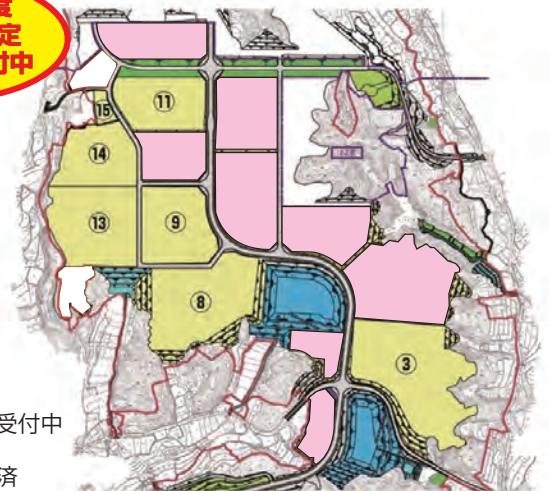 度
定
付中
⑪
⑮
⑭
⑬
⑨
⑧
③
受付中
済